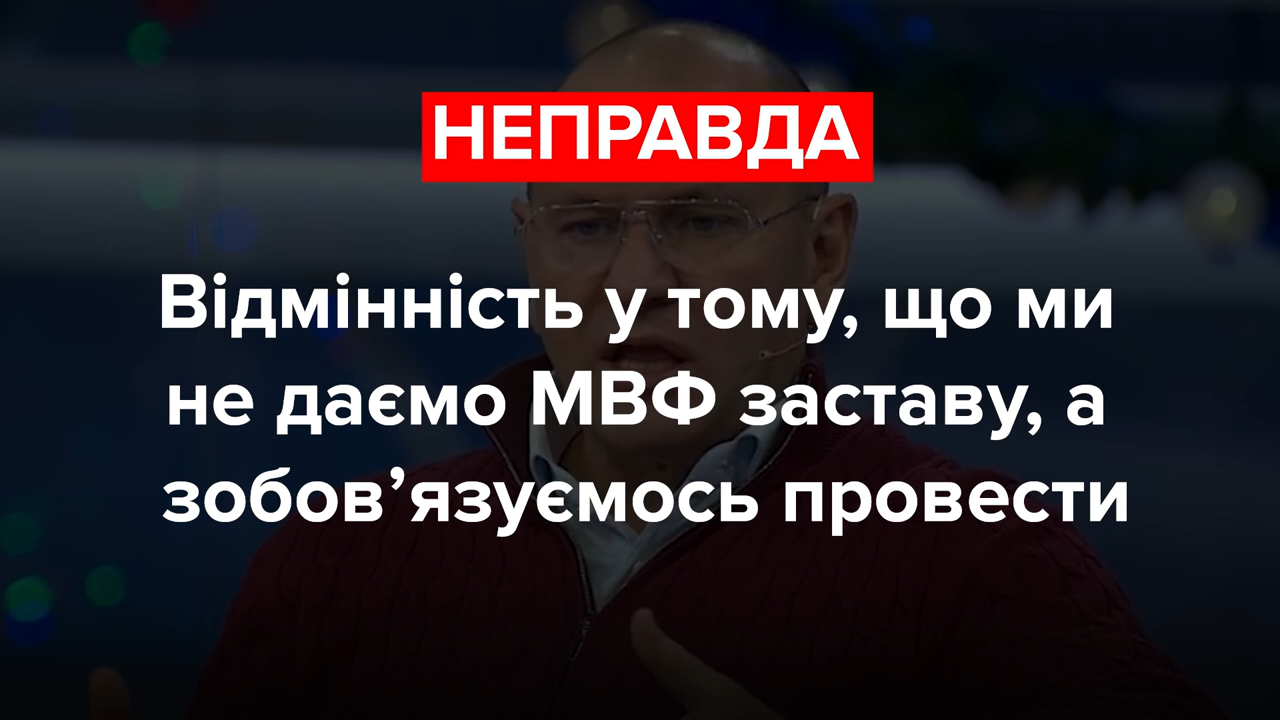 НЕПРАВДА
Відмінність у тому, що ми
не даємо МВФ заставу, а
зобов’язуємось провести